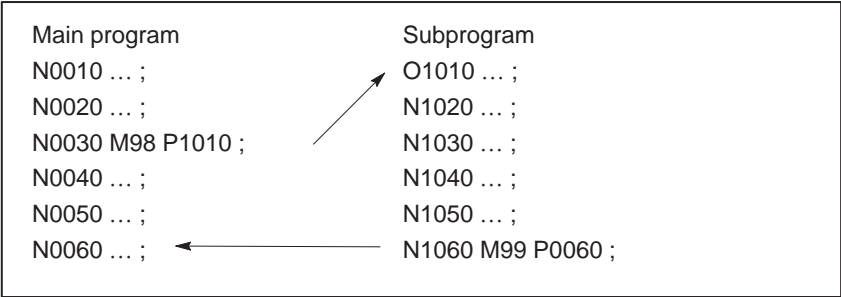 Main program
N0010 … ;
N0020 … ;
N0030 M98 P1010 ;
N0040 … ;
N0050 … ;
N0060 … ;
Subprogram
O1010 … ;
N1020 … ;
N1030 … ;
N1040 … ;
N1050 … ;
N1060 M99 P0060 ;